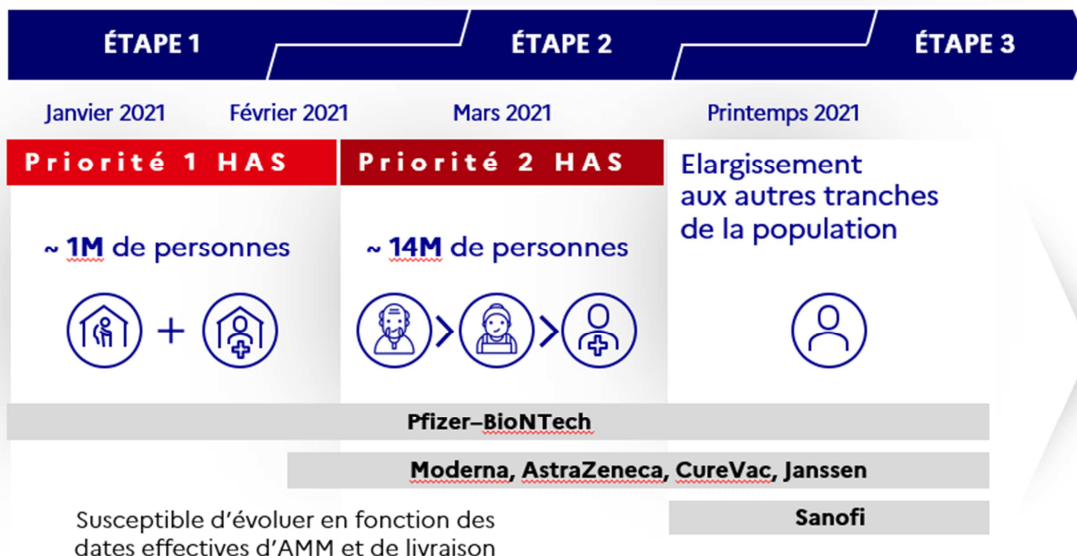 ÉTAPE 1
ÉTAPE 2
ÉTAPE 3
Janvier 2021
Février 2021
Mars 2021
Printemps 2021
Priorité 1 HAS
Priorité 2 HAS
Elargissement
aux autres tranches
de la population
~ 1M de personnes
~ 14M de personnes
+
>
>
Pfizer–BioNTech
Moderna, AstraZeneca, CureVac, Janssen
Sanofi
Susceptible d'évoluer en fonction des
dates effectives d'AMM et de livraison